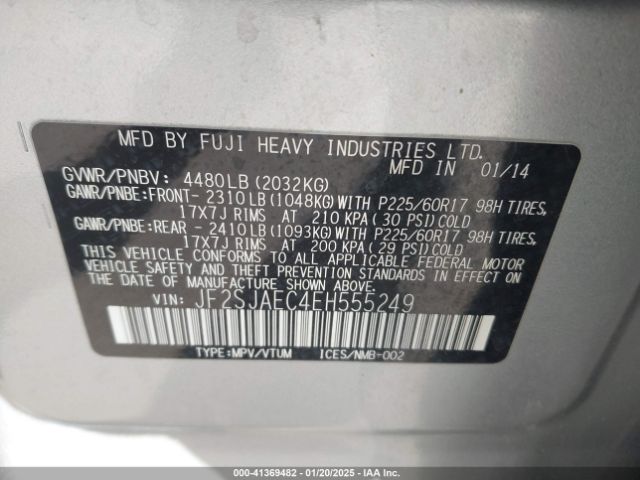 MFD BY FUJI HEAVY INDUSTRIES LTD.
MFD IN 01/14
GVWR/PNBV: 4480LB(2032KG)
GAWR/PNBE:FRONT-2310LB(1048KG)WITH P225/60R17 98H TIRES,
17X7J RIMS AT 210 KPA(30 PSI)COLD
GAWR/PNBE:REAR -2410LB(1093KG)WITH P225/60R17 98H TIRES,
17X7J RIMS AT 200 KPA(29 PSI)COLD
THIS VEHICLE CONFORMS TO ALL APPLICABLE FEDERAL MOTOR
VEHICLE SAFETY AND THEFT PREVENTION STANDARDS IN EFFECT ON
THE DATE OF MANUFACTURE SHOWN ABOVE.
VIN: JF2SJAEC4EH555249
TYPE:MPV/VTUM ICES/NMB-002
000-41369482 - 01/20/2025 - IAAI.COM